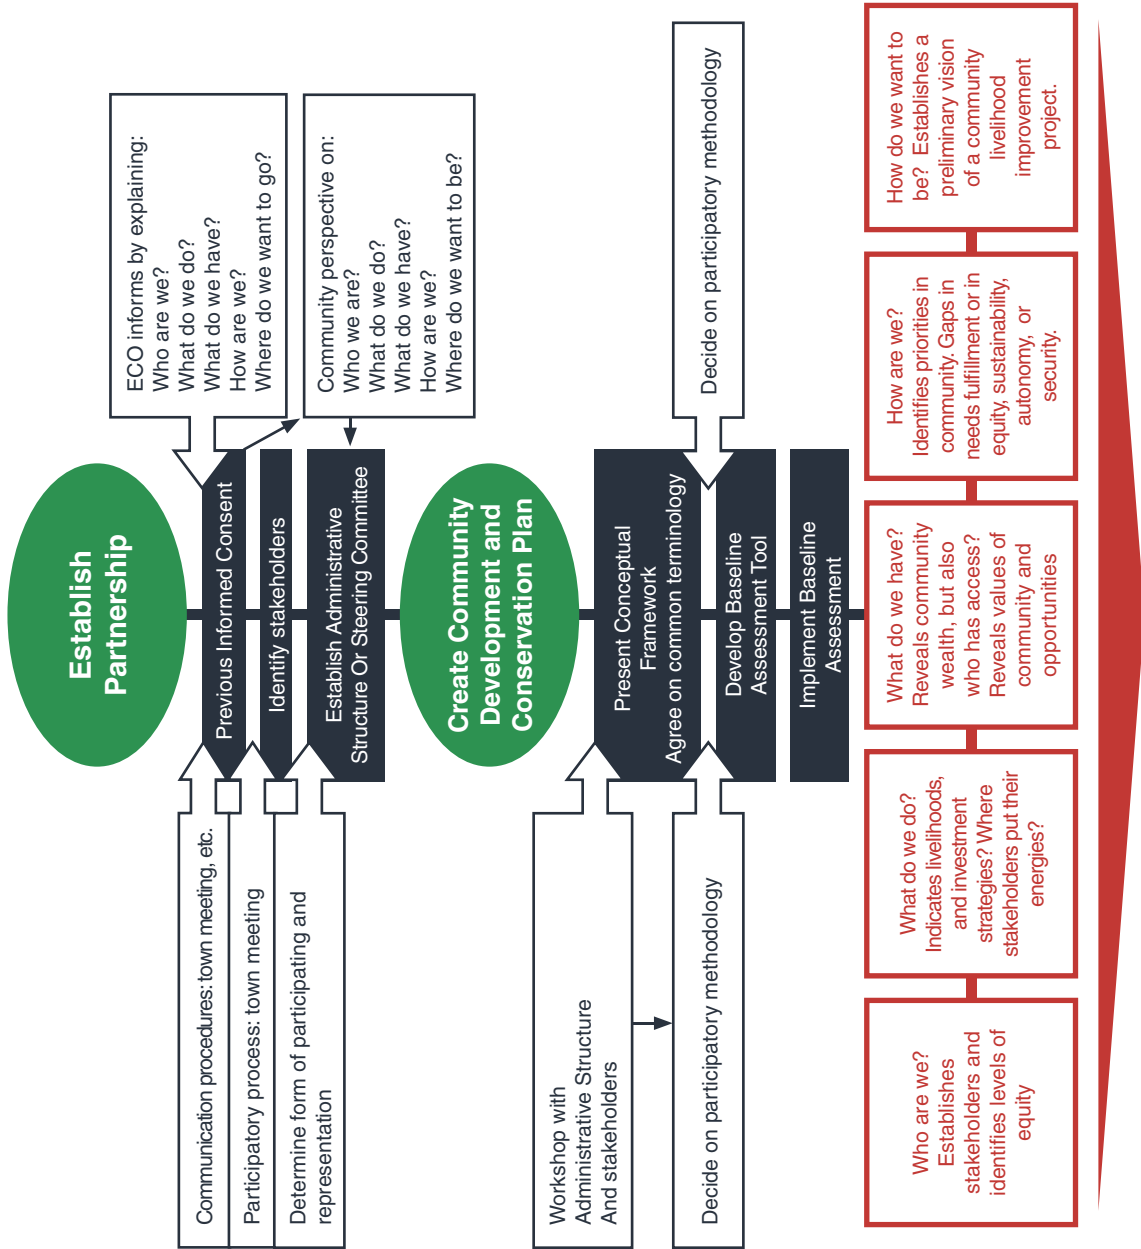 Establish
Partnership
Communication procedures: town meeting, etc.
Participatory process: town meeting
Determine form of participating and
representation
Previous Informed Consent
Identify stakeholders
Establish Administrative
Structure Or Steering Committee
ECO informs by explaining:
Who are we?
What do we do?
What do we have?
How are we?
Where do we want to go?
Community perspective on:
Who we are?
What do we do?
What do we have?
How are we?
Where do we want to be?
Create Community
Development and
Conservation Plan
Workshop with
Administrative Structure
And stakeholders
Decide on participatory methodology
Present Conceptual
Framework
Agree on common terminology
Develop Baseline
Assessment Tool
Implement Baseline
Assessment
Decide on participatory methodology
Who are we?
Establishes
stakeholders and
identifies levels of
equity
What do we do?
Indicates livelihoods,
and investment
strategies? Where
stakeholders put their
energies?
What do we have?
Reveals community
wealth, but also
who has access?
Reveals values of
community and
opportunities
How are we?
Identifies priorities in
community. Gaps in
needs fulfillment or in
equity, sustainability,
autonomy, or
security.
How do we want to
be? Establishes a
preliminary vision
of a community
livelihood
improvement
project.